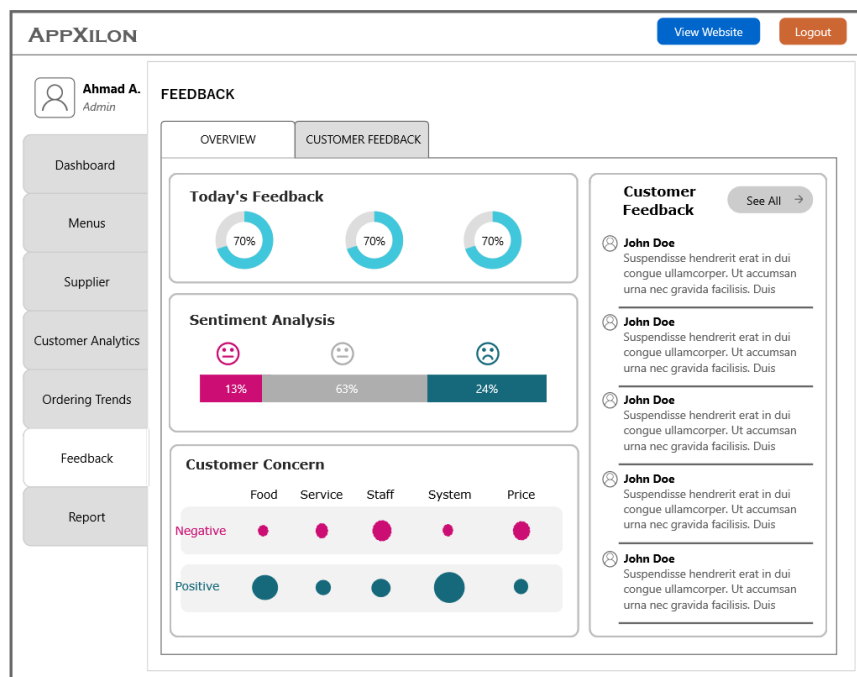 APPXILON
View Website
Logout
Ahmad A.
Admin
Dashboard
Menus
Supplier
Customer Analytics
Ordering Trends
Feedback
Report
FEEDBACK
OVERVIEW
CUSTOMER FEEDBACK
Today's Feedback
70%
70%
70%
Sentiment Analysis
13%
63%
24%
Customer Concern
Food Service Staff System Price
Negative
Positive
Customer
Feedback
See All
John Doe
Suspendisse hendrerit erat in dui
congue ullamcorper. Ut accumsan
urna nec gravida facilisis. Duis
John Doe
Suspendisse hendrerit erat in dui
congue ullamcorper. Ut accumsan
urna nec gravida facilisis. Duis
John Doe
Suspendisse hendrerit erat in dui
congue ullamcorper. Ut accumsan
urna nec gravida facilisis. Duis
John Doe
Suspendisse hendrerit erat in dui
congue ullamcorper. Ut accumsan
urna nec gravida facilisis. Duis
John Doe
Suspendisse hendrerit erat in dui
congue ullamcorper. Ut accumsan
urna nec gravida facilisis. Duis